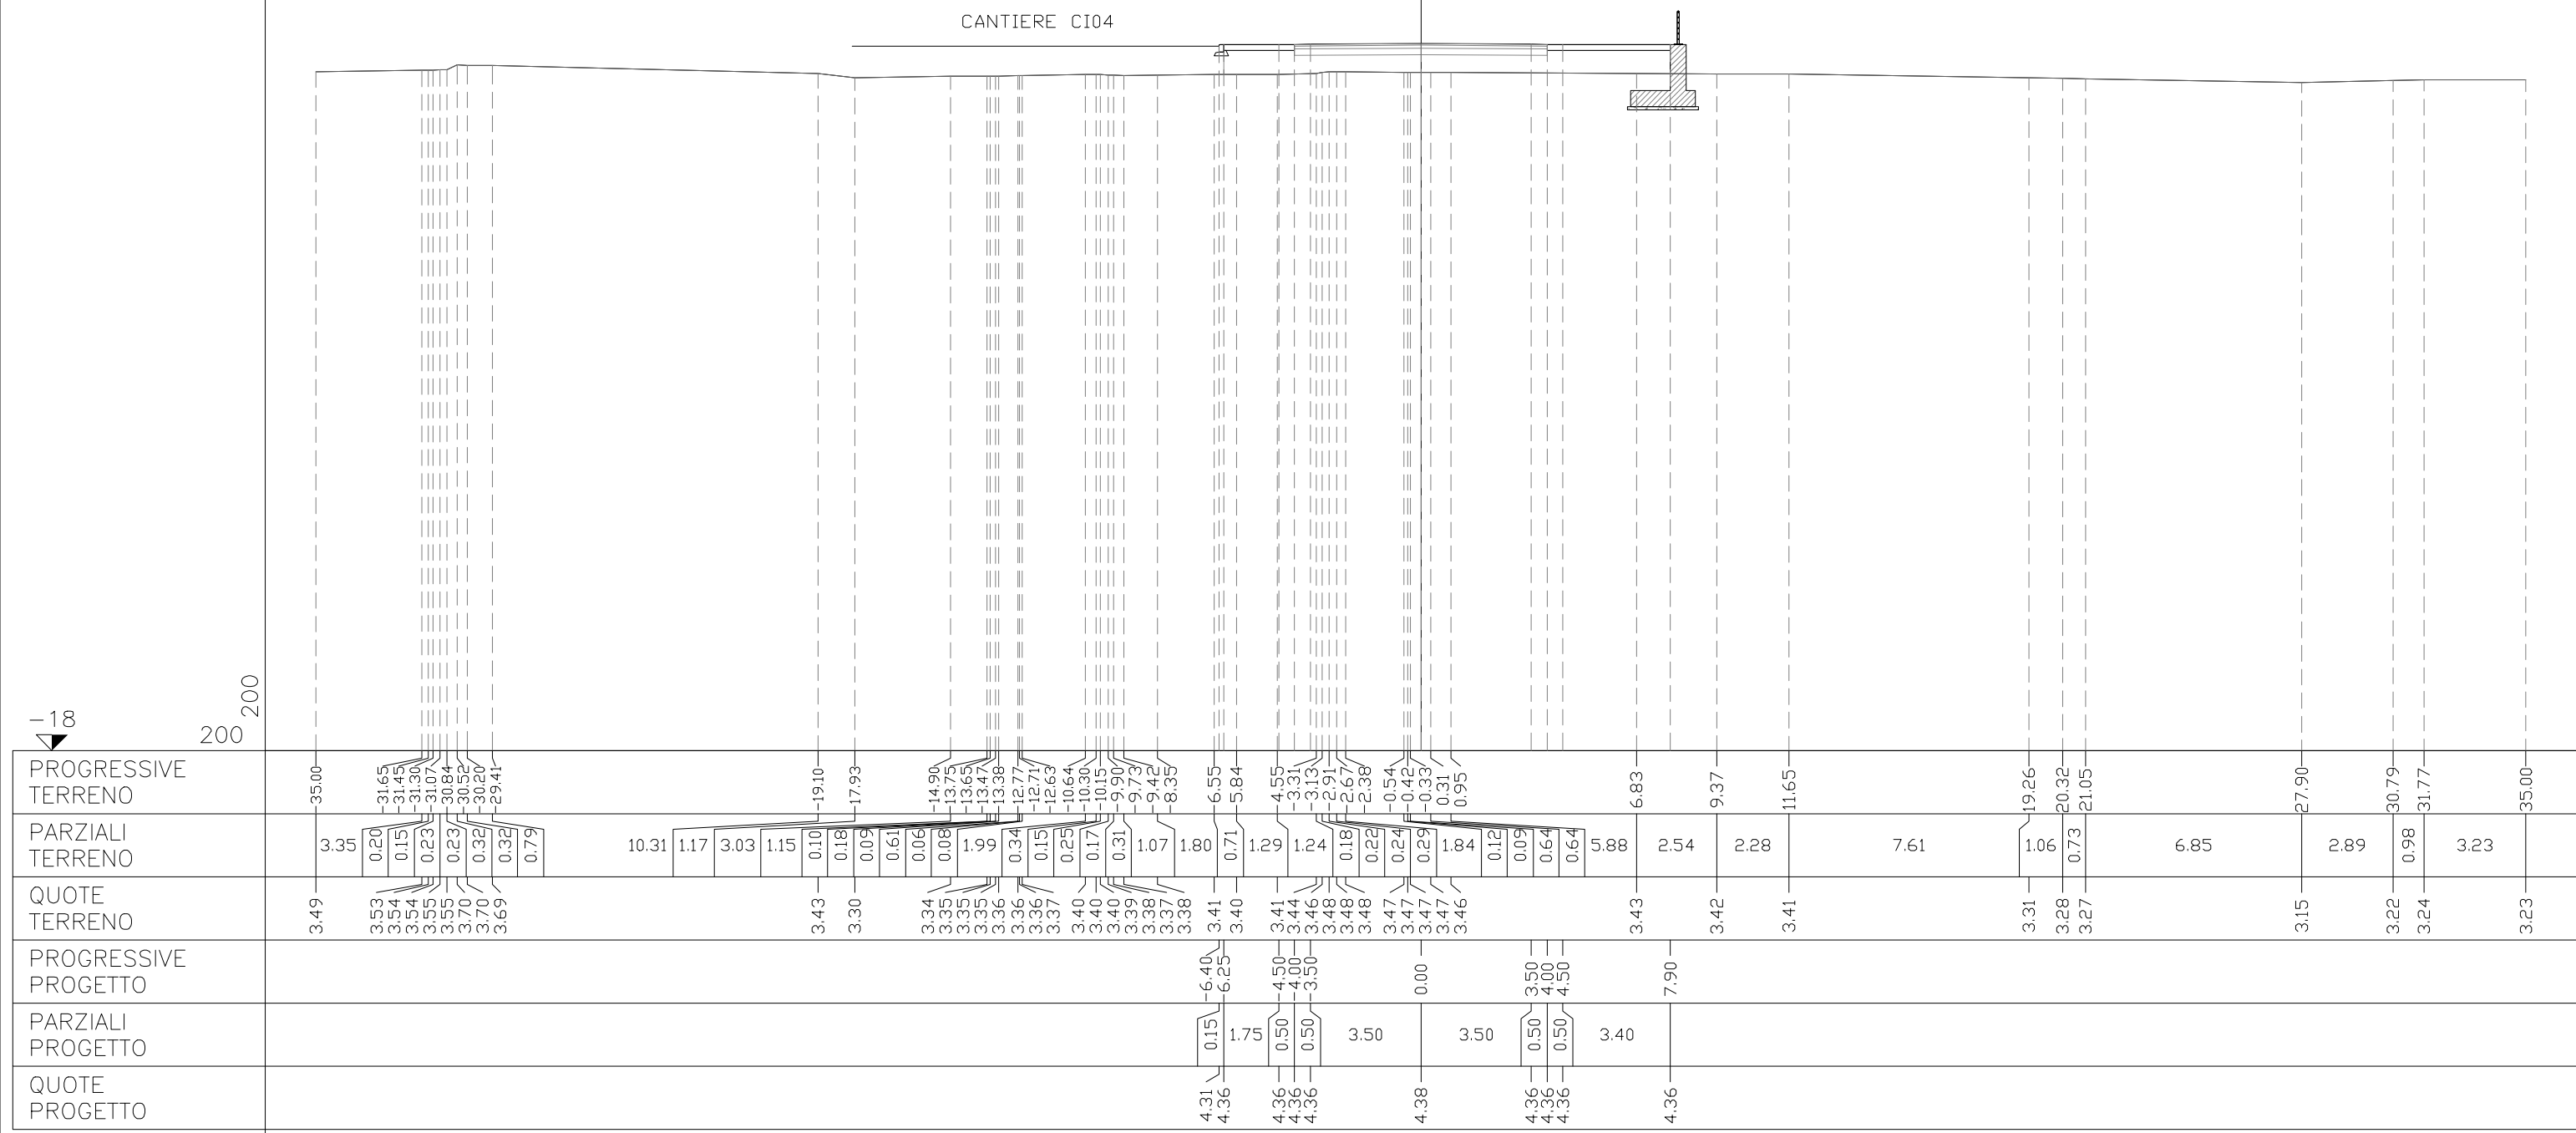 CANTIERE CI04
200
-18
200
PROGRESSIVE
TERRENO
-35.00 -31.65 -31.45 -31.30 -31.07 -30.84 -30.52 -30.20 -29.41 -19.10 -17.93 -14.90 -13.75 -13.65 -13.47 -13.38 -12.77 -12.71 -12.63 -10.64 -10.30 -10.15 -9.90 -9.73 -9.42 -8.35 -6.55 -5.84 -4.55 -3.31 -3.13 -2.91 -2.67 -2.38 -0.54 -0.42 -0.33 0.31 0.95 6.83 9.37 11.65 19.26 20.32 21.05 27.90 30.79 31.77 35.00
PARZIALI
TERRENO
3.35 0.20 0.15 0.23 0.23 0.32 0.32 0.79 10.31 1.17 3.03 1.15 0.10 0.18 0.09 0.61 0.06 0.08 1.99 0.34 0.15 0.25 0.17 0.31 1.07 1.80 0.71 1.29 1.24 0.18 0.22 0.24 0.29 1.84 0.12 0.09 0.64 0.64 5.88 2.54 2.28 7.61 1.06 0.73 6.85 2.89 0.98 3.23
QUOTE
TERRENO
3.49 3.53 3.54 3.54 3.55 3.55 3.70 3.70 3.69 3.43 3.30 3.34 3.35 3.35 3.35 3.36 3.36 3.36 3.37 3.40 3.40 3.40 3.39 3.38 3.37 3.38 3.41 3.40 3.41 3.44 3.46 3.48 3.48 3.48 3.47 3.47 3.47 3.47 3.46 3.43 3.42 3.41 3.31 3.28 3.27 3.15 3.22 3.24 3.23
PROGRESSIVE
PROGETTO
-6.40 -6.25 -4.50 -4.00 -3.50 0.00 3.50 4.00 4.50 7.90
PARZIALI
PROGETTO
0.15 1.75 0.50 0.50 3.50 3.50 0.50 0.50 3.40
QUOTE
PROGETTO
4.31 4.36 4.36 4.36 4.36 4.38 4.36 4.36 4.36 4.36